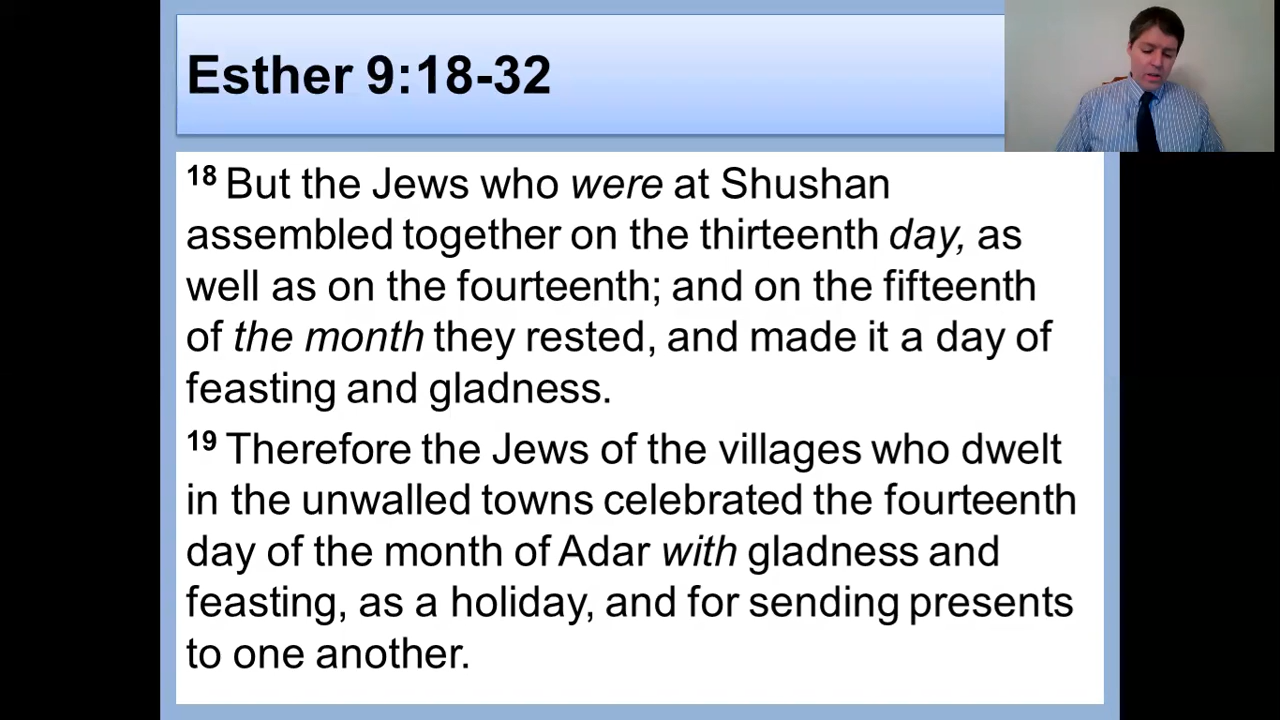 Esther 9:18-32
18 But the Jews who were at Shushan
assembled together on the thirteenth day, as
well as on the fourteenth; and on the fifteenth
of the month they rested, and made it a day of
feasting and gladness.
19 Therefore the Jews of the villages who dwelt
in the unwalled towns celebrated the fourteenth
day of the month of Adar with gladness and
feasting, as a holiday, and for sending presents
to one another.